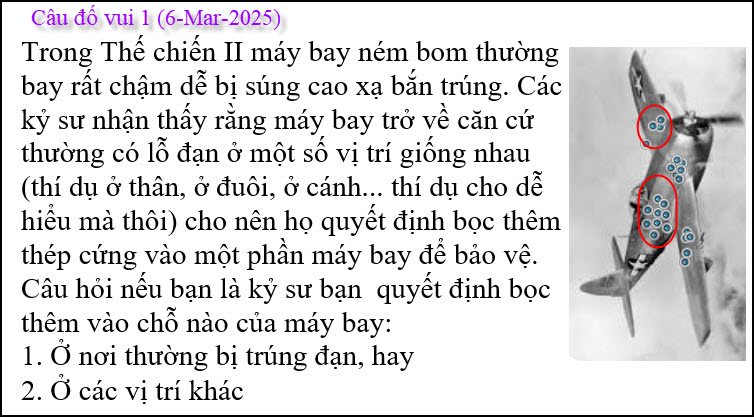 Câu đố vui 1 (6-Mar-2025)
Trong Thế chiến II máy bay ném bom thường
bay rất chậm dễ bị súng cao xạ bắn trúng. Các
kỷ sư nhận thấy rằng máy bay trở về căn cứ
thường có lỗ đạn ở một số vị trí giống nhau
(thí dụ ở thân, ở đuôi, ở cánh... thí dụ cho dễ
hiểu mà thôi) cho nên họ quyết định bọc thêm
thép cứng vào một phần máy bay để bảo vệ.
Câu hỏi nếu bạn là kỷ sư bạn  quyết định bọc
thêm vào chỗ nào của máy bay:
1. Ở nơi thường bị trúng đạn, hay
2. Ở các vị trí khác